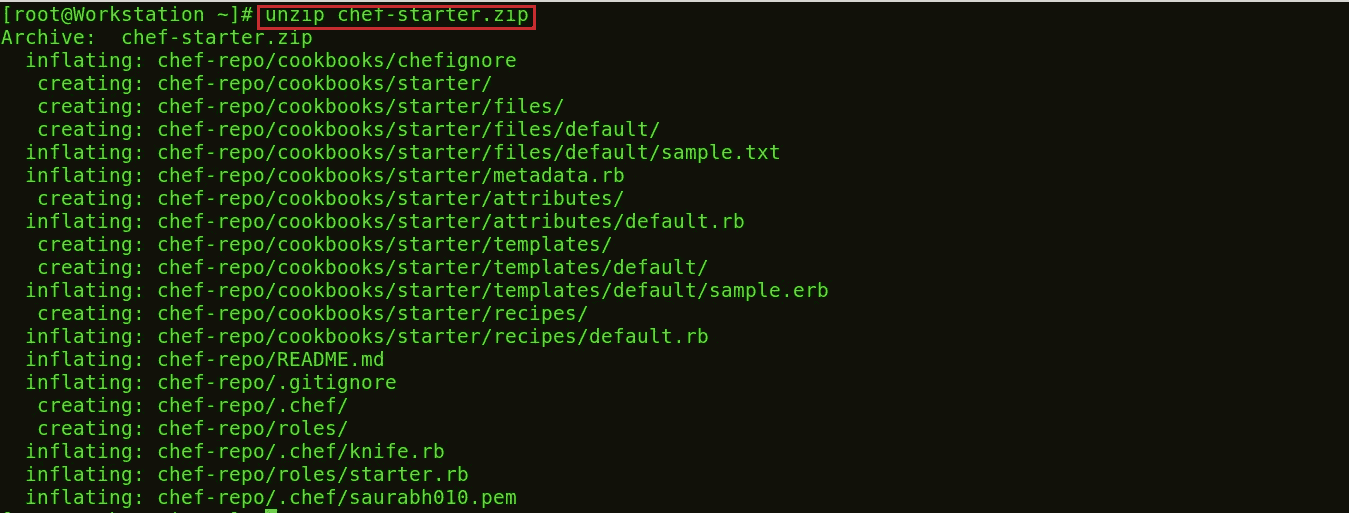 [root@Workstation ~]# unzip chef-starter.zip
Archive:  chef-starter.zip
  inflating: chef-repo/cookbooks/chefignore
   creating: chef-repo/cookbooks/starter/
   creating: chef-repo/cookbooks/starter/files/
   creating: chef-repo/cookbooks/starter/files/default/
  inflating: chef-repo/cookbooks/starter/files/default/sample.txt
  inflating: chef-repo/cookbooks/starter/metadata.rb
   creating: chef-repo/cookbooks/starter/attributes/
  inflating: chef-repo/cookbooks/starter/attributes/default.rb
   creating: chef-repo/cookbooks/starter/templates/
   creating: chef-repo/cookbooks/starter/templates/default/
  inflating: chef-repo/cookbooks/starter/templates/default/sample.erb
   creating: chef-repo/cookbooks/starter/recipes/
  inflating: chef-repo/cookbooks/starter/recipes/default.rb
  inflating: chef-repo/README.md
  inflating: chef-repo/.gitignore
   creating: chef-repo/.chef/
   creating: chef-repo/roles/
  inflating: chef-repo/.chef/knife.rb
  inflating: chef-repo/roles/starter.rb
  inflating: chef-repo/.chef/saurabh010.pem